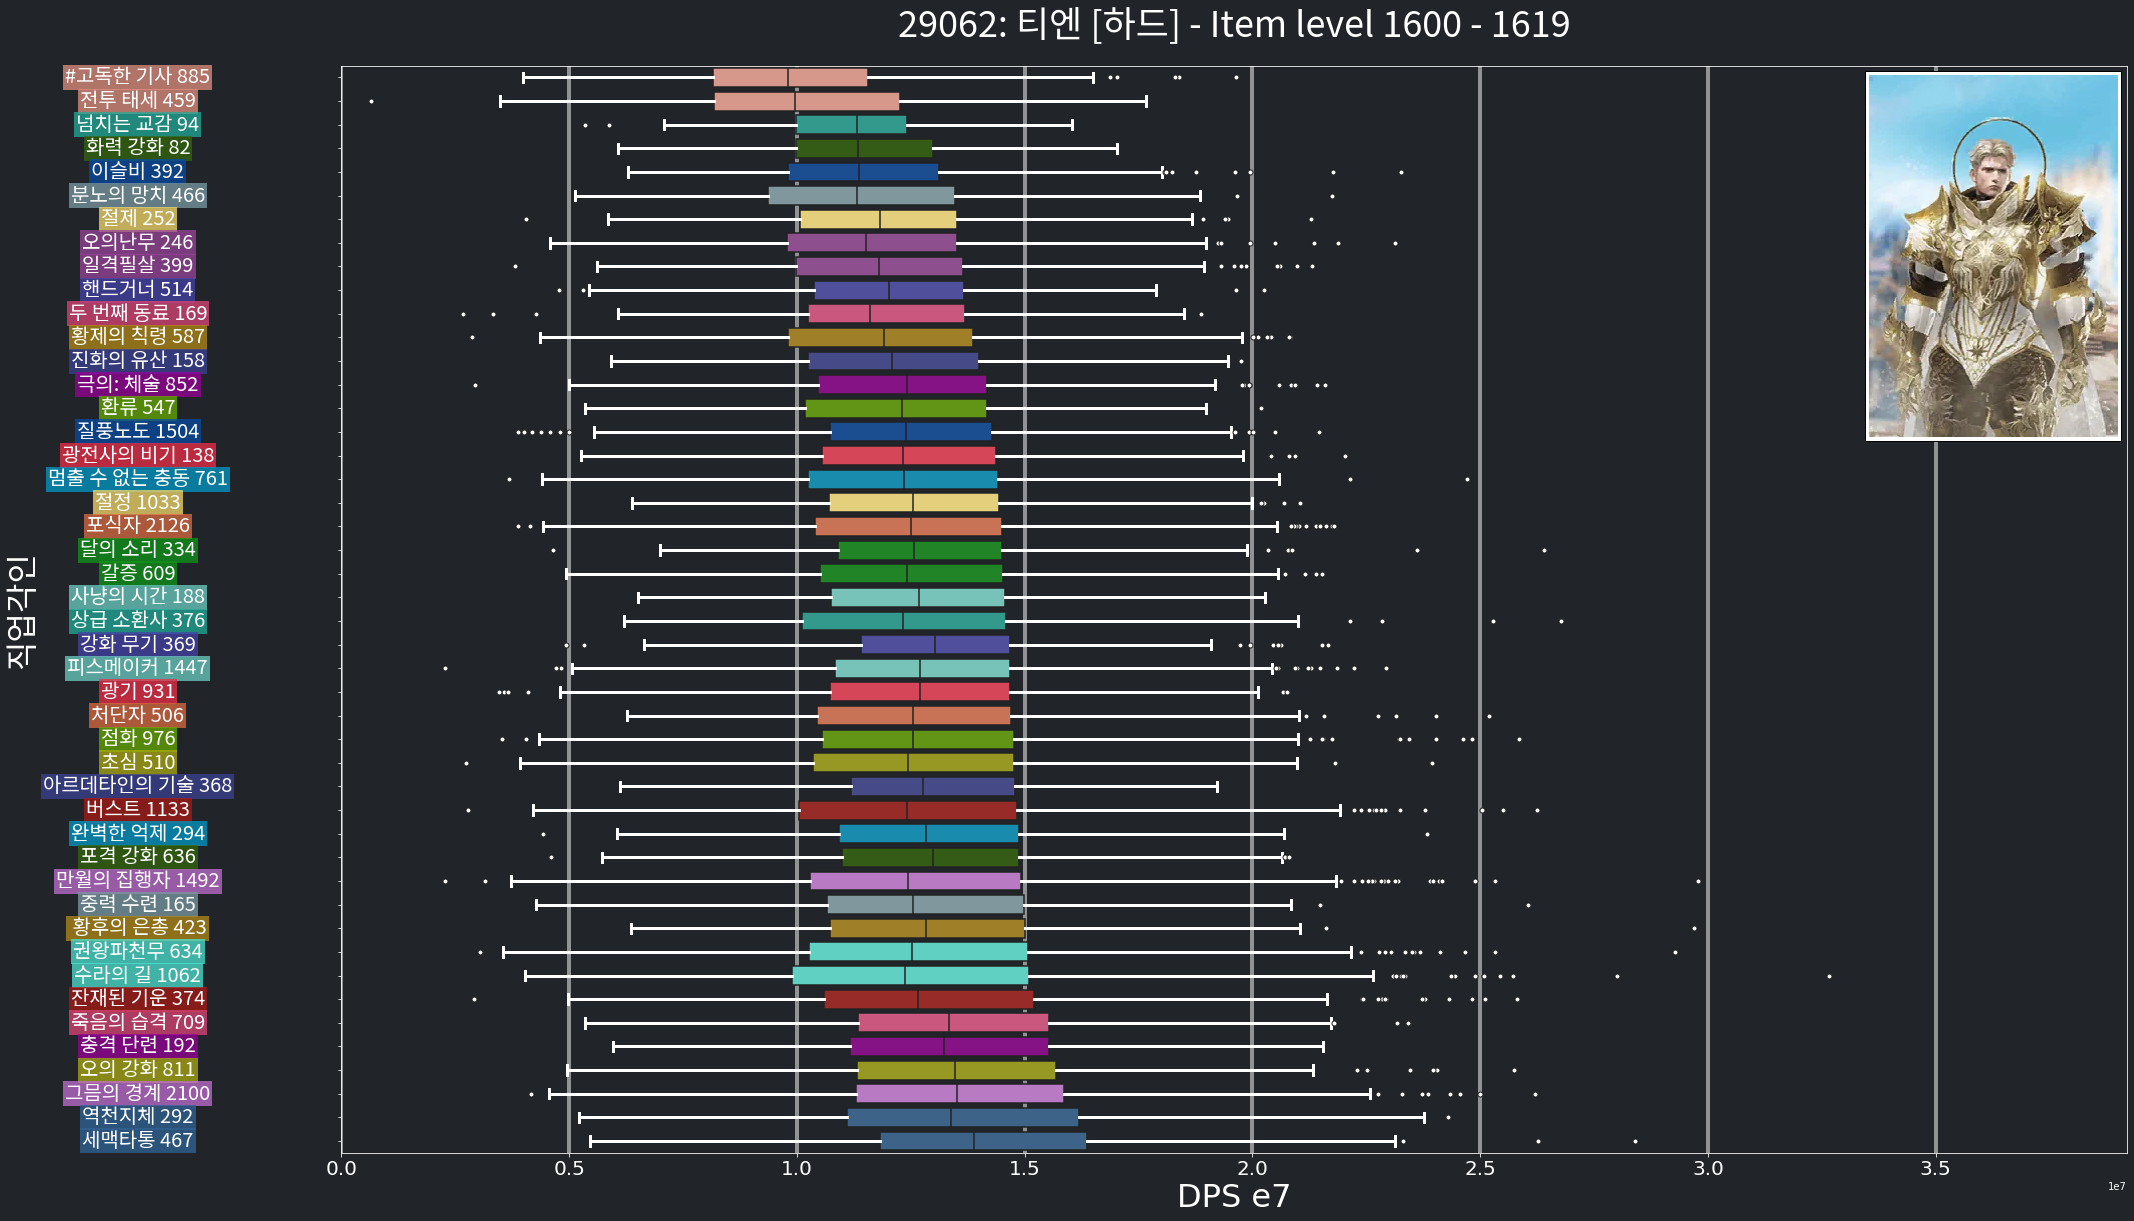 29062: 티엔 [하드] - Item level 1600 - 1619
#고독한 기사 885
전투 태세 459
넘치는 교감 94
화력 강화 82
이슬비 392
분노의 망치 466
절제 252
오의난무 246
일격필살 399
핸드거너 514
두 번째 동료 169
황제의 칙령 587
진화의 유산 158
극의: 체술 852
환류 547
질풍노도 1504
광전사의 비기 138
멈출 수 없는 충동 761
절정 1033
포식자 2126
달의 소리 334
갈증 609
사냥의 시간 188
상급 소환사 376
강화 무기 369
피스메이커 1447
광기 931
처단자 506
점화 976
초심 510
아르데타인의 기술 368
버스트 1133
완벽한 억제 294
포격 강화 636
만월의 집행자 1492
중력 수련 165
황후의 은총 423
권왕파천무 634
수라의 길 1062
잔재된 기운 374
죽음의 습격 709
충격 단련 192
오의 강화 811
그믐의 경계 2100
역천지체 292
세맥타통 467
직업각인
0.0 0.5 1.0 1.5 2.0 2.5 3.0 3.5
DPS e7
1e7